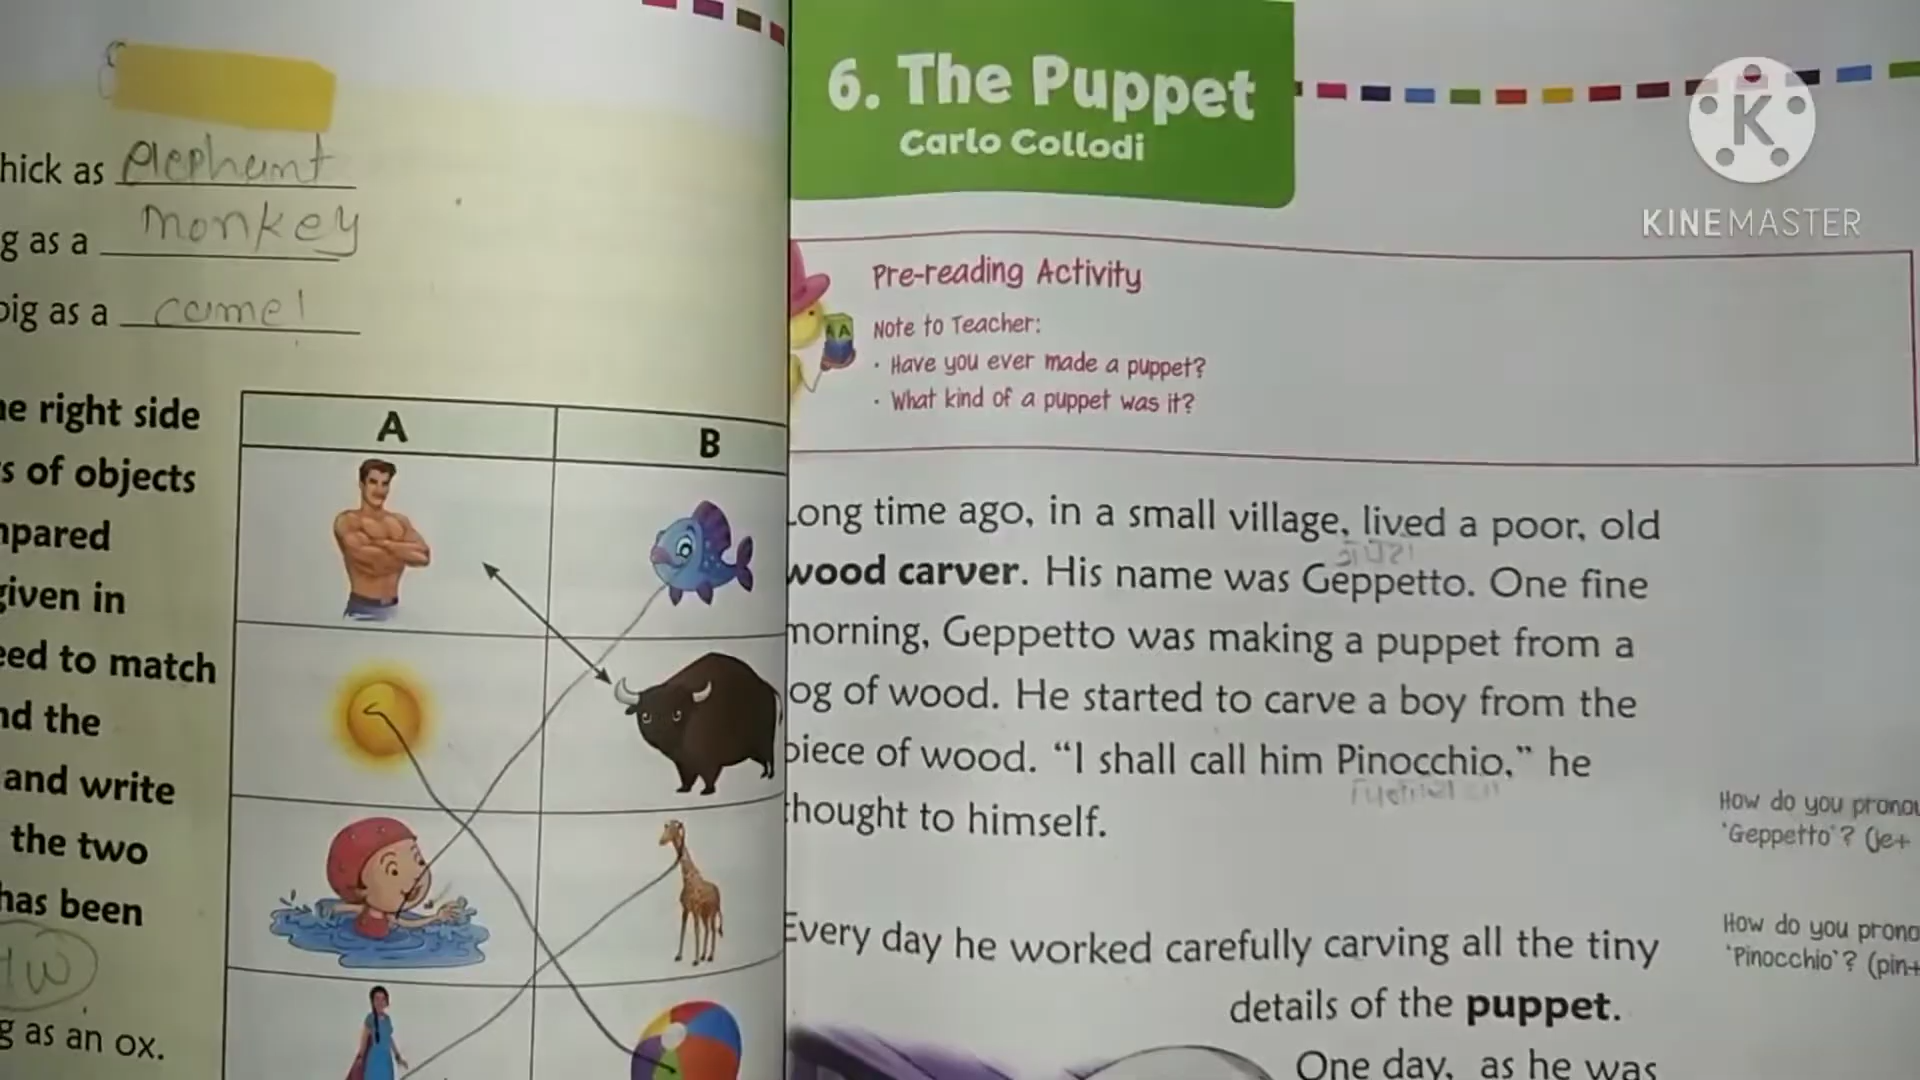 hick as elephant
g as a monkey
big as a camel
he right side
s of objects
mpared
given in
eed to match
nd the
and write
the two
has been
HW
g as an ox.
A
B
6. The Puppet
Carlo Collodi
KINEMASTER
Pre-reading Activity
Note to Teacher:
· Have you ever made a puppet?
· What kind of a puppet was it?
Long time ago, in a small village, lived a poor, old
wood carver. His name was Geppetto. One fine
morning, Geppetto was making a puppet from a
og of wood. He started to carve a boy from the
piece of wood. “I shall call him Pinocchio,” he
thought to himself.
How do you pronou
'Geppetto'? (je+
Every day he worked carefully carving all the tiny
details of the puppet.
One day, as he was
How do you prono
'Pinocchio'? (pin+